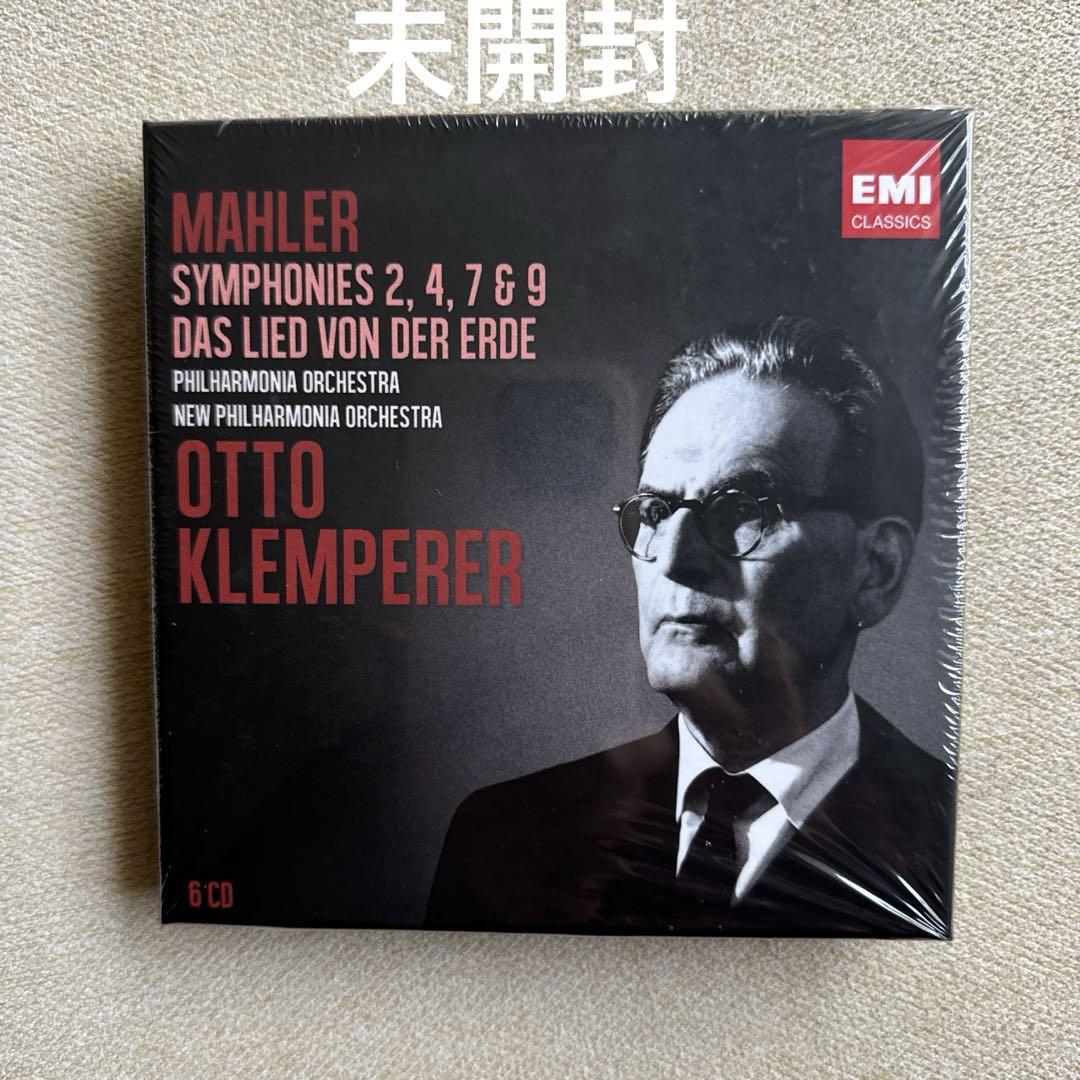 未開封
EMI
CLASSICS
MAHLER
SYMPHONIES 2, 4, 7 & 9
DAS LIED VON DER ERDE
PHILHARMONIA ORCHESTRA
NEW PHILHARMONIA ORCHESTRA
OTTO
KLEMPERER
6 CD